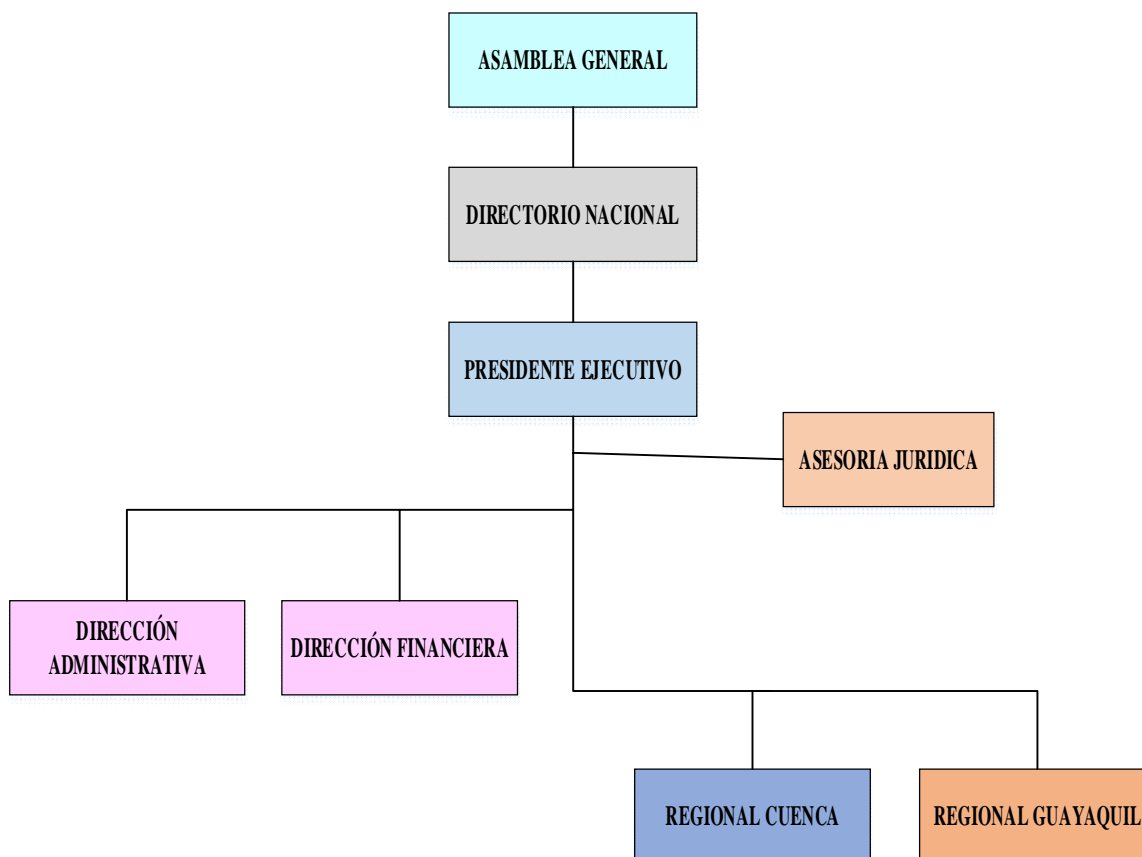 ASAMBLEA GENERAL
DIRECTORIO NACIONAL
PRESIDENTE EJECUTIVO
ASESORIA JURIDICA
DIRECCIÓN
ADMINISTRATIVA
DIRECCIÓN FINANCIERA
REGIONAL CUENCA
REGIONAL GUAYAQUIL